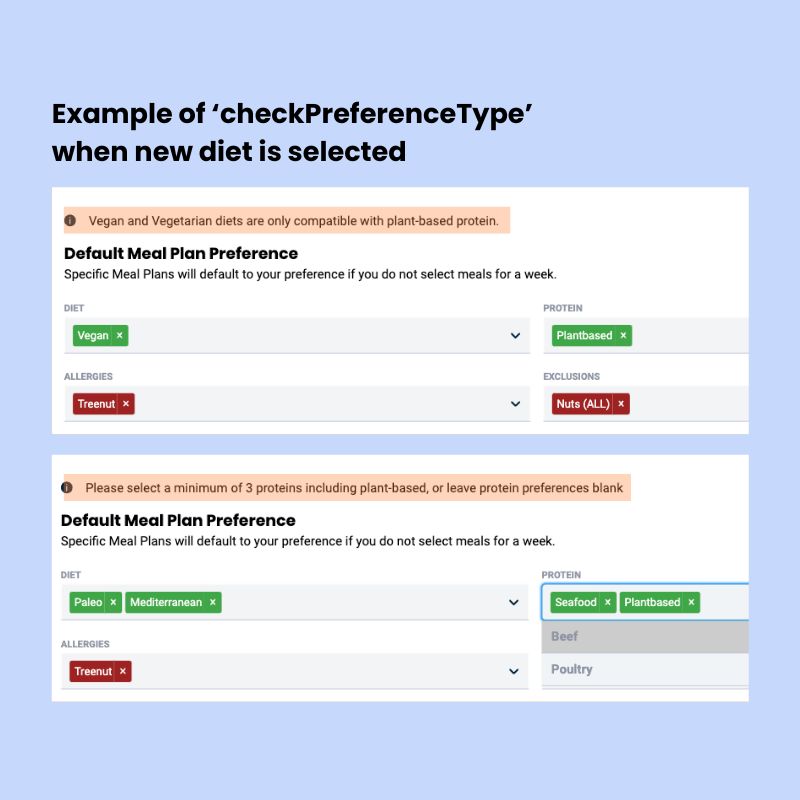 Example of ‘checkPreferenceType’
when new diet is selected
Vegan and Vegetarian diets are only compatible with plant-based protein.
Default Meal Plan Preference
Specific Meal Plans will default to your preference if you do not select meals for a week.
DIET PROTEIN
Vegan × Plantbased ×
ALLERGIES EXCLUSIONS
Treenut × Nuts (ALL) ×
Please select a minimum of 3 proteins including plant-based, or leave protein preferences blank
Default Meal Plan Preference
Specific Meal Plans will default to your preference if you do not select meals for a week.
DIET PROTEIN
Paleo × Mediterranean × Seafood × Plantbased ×
Beef
ALLERGIES
Treenut × Poultry